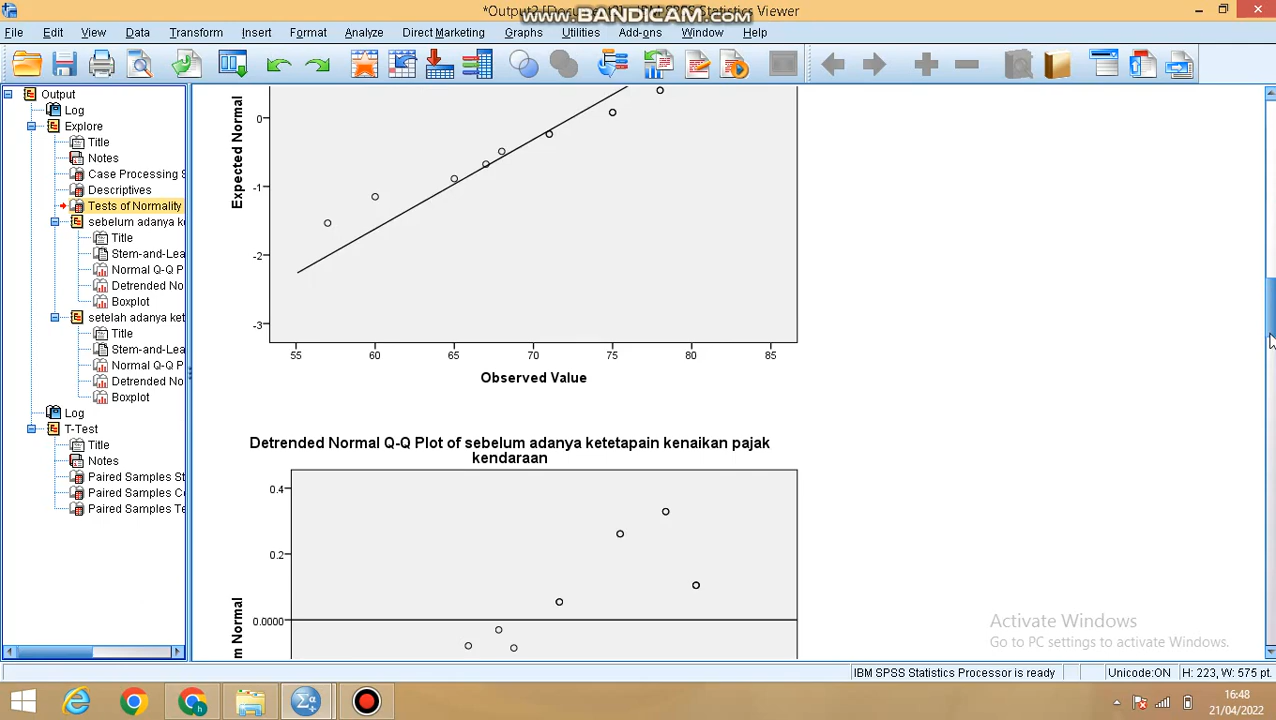 *Output2 [Docu
IBM SPSS Statistics Viewer
www.BANDICAM.com
File Edit View Data Transform Insert Format Analyze Direct Marketing Graphs Utilities Add-ons Window Help
Output
Log
Explore
Title
Notes
Case Processing S
Descriptives
Tests of Normality
sebelum adanya ke
Title
Stem-and-Lea
Normal Q-Q P
Detrended No
Boxplot
setelah adanya ket
Title
Stem-and-Lea
Normal Q-Q P
Detrended No
Boxplot
Log
T-Test
Title
Notes
Paired Samples St
Paired Samples C
Paired Samples Te
Expected Normal
0
-1
-2
-3
55 60 65 70 75 80 85
Observed Value
Detrended Normal Q-Q Plot of sebelum adanya ketetapain kenaikan pajak
kendaraan
0.4
0.2
0.0000
m Normal
Activate Windows
Go to PC settings to activate Windows.
IBM SPSS Statistics Processor is ready Unicode:ON H: 223, W: 575 pt.
16:48
21/04/2022